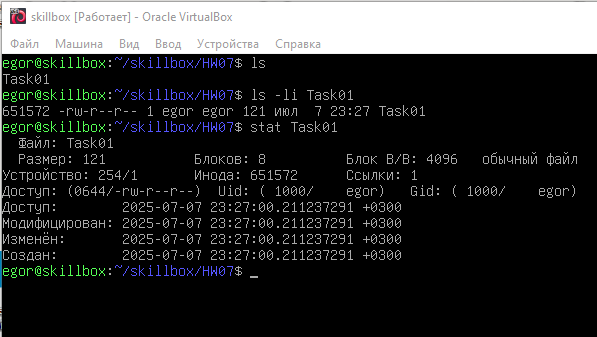 skillbox [Работает] - Oracle VirtualBox
Файл Машина Вид Ввод Устройства Справка
egor@skillbox:~/skillbox/HW07$ ls
Task01
egor@skillbox:~/skillbox/HW07$ ls -li Task01
651572 -rw-r--r-- 1 egor egor 121 июл  7 23:27 Task01
egor@skillbox:~/skillbox/HW07$ stat Task01
  Файл: Task01
  Размер: 121       	Блоков: 8          Блок В/В: 4096   обычный файл
Устройство: 254/1	Инода: 651572      Ссылки: 1
Доступ: (0644/-rw-r--r--)  Uid: ( 1000/    egor)   Gid: ( 1000/    egor)
Доступ:        2025-07-07 23:27:00.211237291 +0300
Модифицирован: 2025-07-07 23:27:00.211237291 +0300
Изменён:       2025-07-07 23:27:00.211237291 +0300
Создан:        2025-07-07 23:27:00.211237291 +0300
egor@skillbox:~/skillbox/HW07$ _